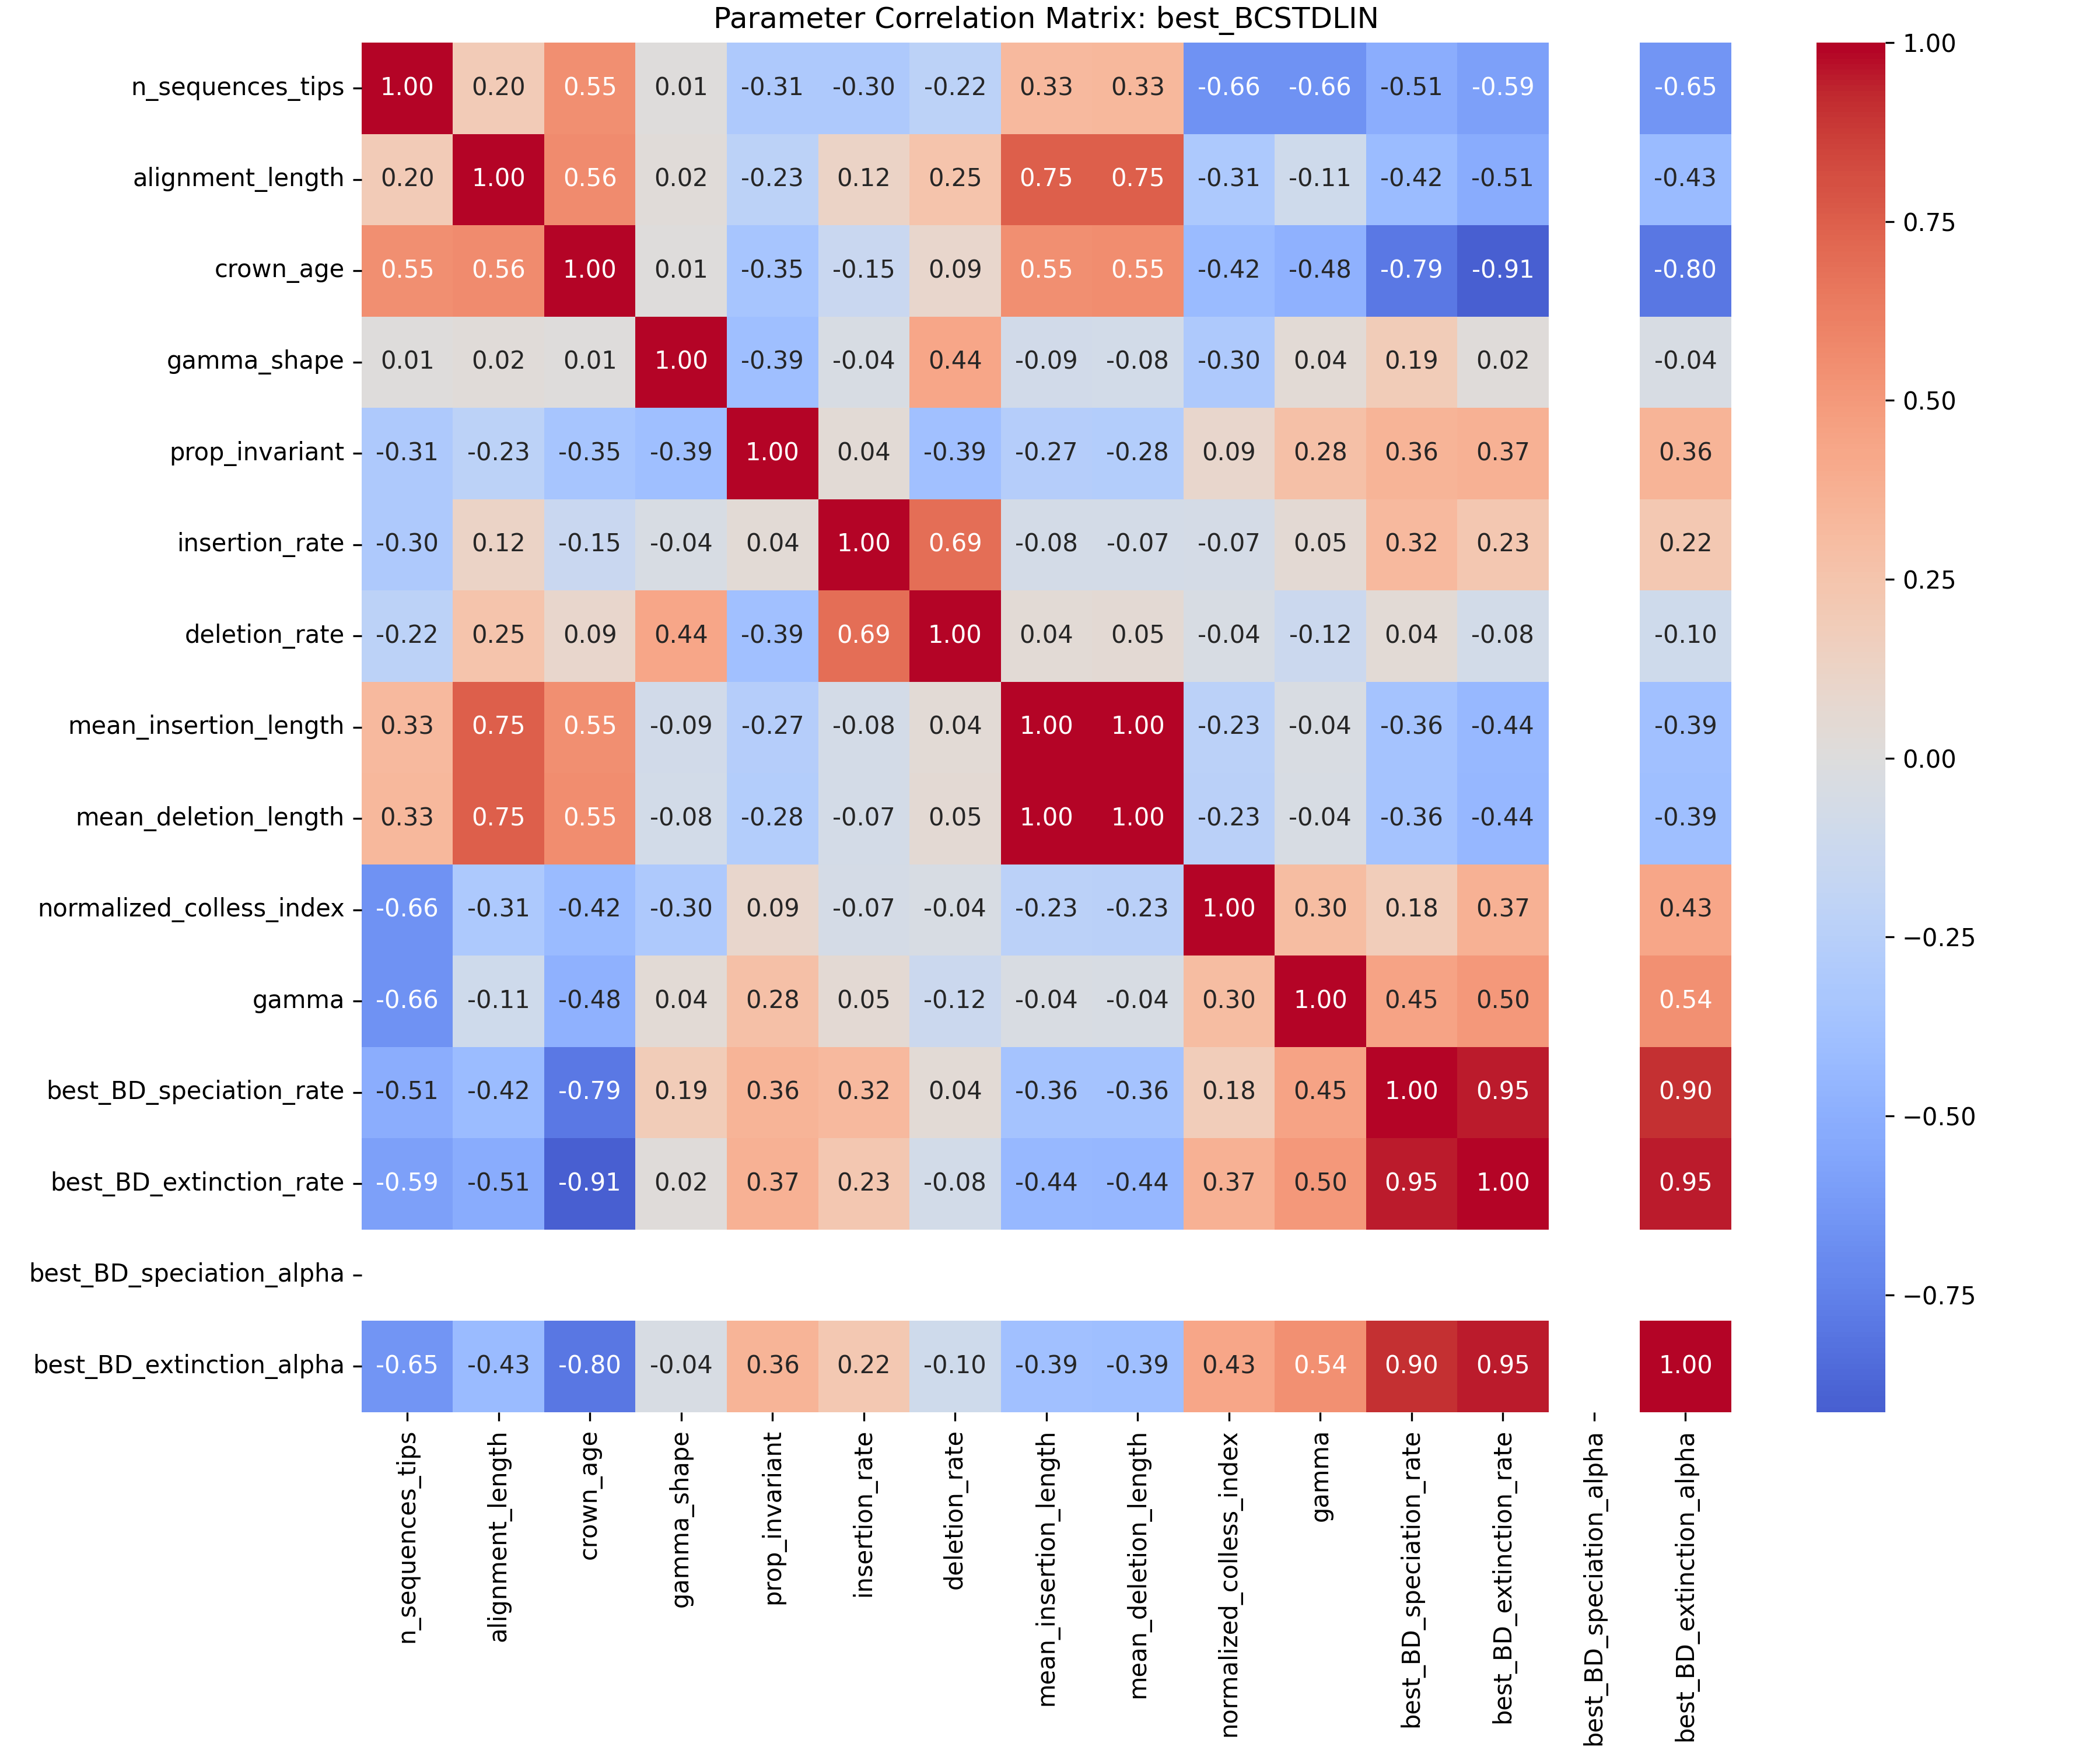 Parameter Correlation Matrix: best_BCSTDLIN
n_sequences_tips 1.00 0.20 0.55 0.01 -0.31 -0.30 -0.22 0.33 0.33 -0.66 -0.66 -0.51 -0.59 -0.65
alignment_length 0.20 1.00 0.56 0.02 -0.23 0.12 0.25 0.75 0.75 -0.31 -0.11 -0.42 -0.51 -0.43
crown_age 0.55 0.56 1.00 0.01 -0.35 -0.15 0.09 0.55 0.55 -0.42 -0.48 -0.79 -0.91 -0.80
gamma_shape 0.01 0.02 0.01 1.00 -0.39 -0.04 0.44 -0.09 -0.08 -0.30 0.04 0.19 0.02 -0.04
prop_invariant -0.31 -0.23 -0.35 -0.39 1.00 0.04 -0.39 -0.27 -0.28 0.09 0.28 0.36 0.37 0.36
insertion_rate -0.30 0.12 -0.15 -0.04 0.04 1.00 0.69 -0.08 -0.07 -0.07 0.05 0.32 0.23 0.22
deletion_rate -0.22 0.25 0.09 0.44 -0.39 0.69 1.00 0.04 0.05 -0.04 -0.12 0.04 -0.08 -0.10
mean_insertion_length 0.33 0.75 0.55 -0.09 -0.27 -0.08 0.04 1.00 1.00 -0.23 -0.04 -0.36 -0.44 -0.39
mean_deletion_length 0.33 0.75 0.55 -0.08 -0.28 -0.07 0.05 1.00 1.00 -0.23 -0.04 -0.36 -0.44 -0.39
normalized_colless_index -0.66 -0.31 -0.42 -0.30 0.09 -0.07 -0.04 -0.23 -0.23 1.00 0.30 0.18 0.37 0.43
gamma -0.66 -0.11 -0.48 0.04 0.28 0.05 -0.12 -0.04 -0.04 0.30 1.00 0.45 0.50 0.54
best_BD_speciation_rate -0.51 -0.42 -0.79 0.19 0.36 0.32 0.04 -0.36 -0.36 0.18 0.45 1.00 0.95 0.90
best_BD_extinction_rate -0.59 -0.51 -0.91 0.02 0.37 0.23 -0.08 -0.44 -0.44 0.37 0.50 0.95 1.00 0.95
best_BD_speciation_alpha
best_BD_extinction_alpha -0.65 -0.43 -0.80 -0.04 0.36 0.22 -0.10 -0.39 -0.39 0.43 0.54 0.90 0.95 1.00
n_sequences_tips
alignment_length
crown_age
gamma_shape
prop_invariant
insertion_rate
deletion_rate
mean_insertion_length
mean_deletion_length
normalized_colless_index
gamma
best_BD_speciation_rate
best_BD_extinction_rate
best_BD_speciation_alpha
best_BD_extinction_alpha
1.00
0.75
0.50
0.25
0.00
−0.25
−0.50
−0.75